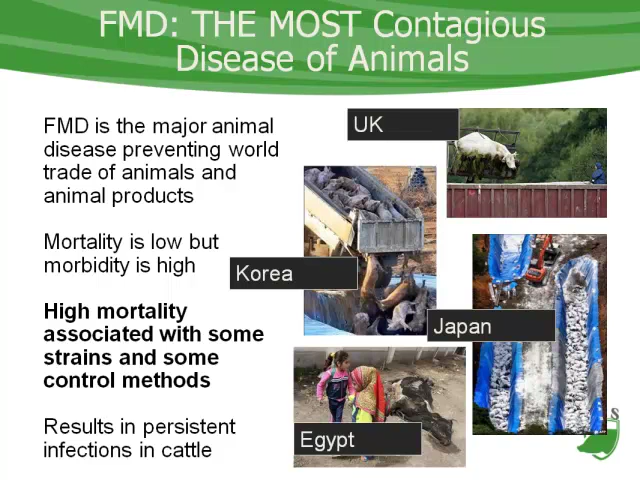 FMD: THE MOST Contagious
Disease of Animals
FMD is the major animal
disease preventing world
trade of animals and
animal products
Mortality is low but
morbidity is high
High mortality
associated with some
strains and some
control methods
Results in persistent
infections in cattle
UK
Korea
Japan
Egypt
S